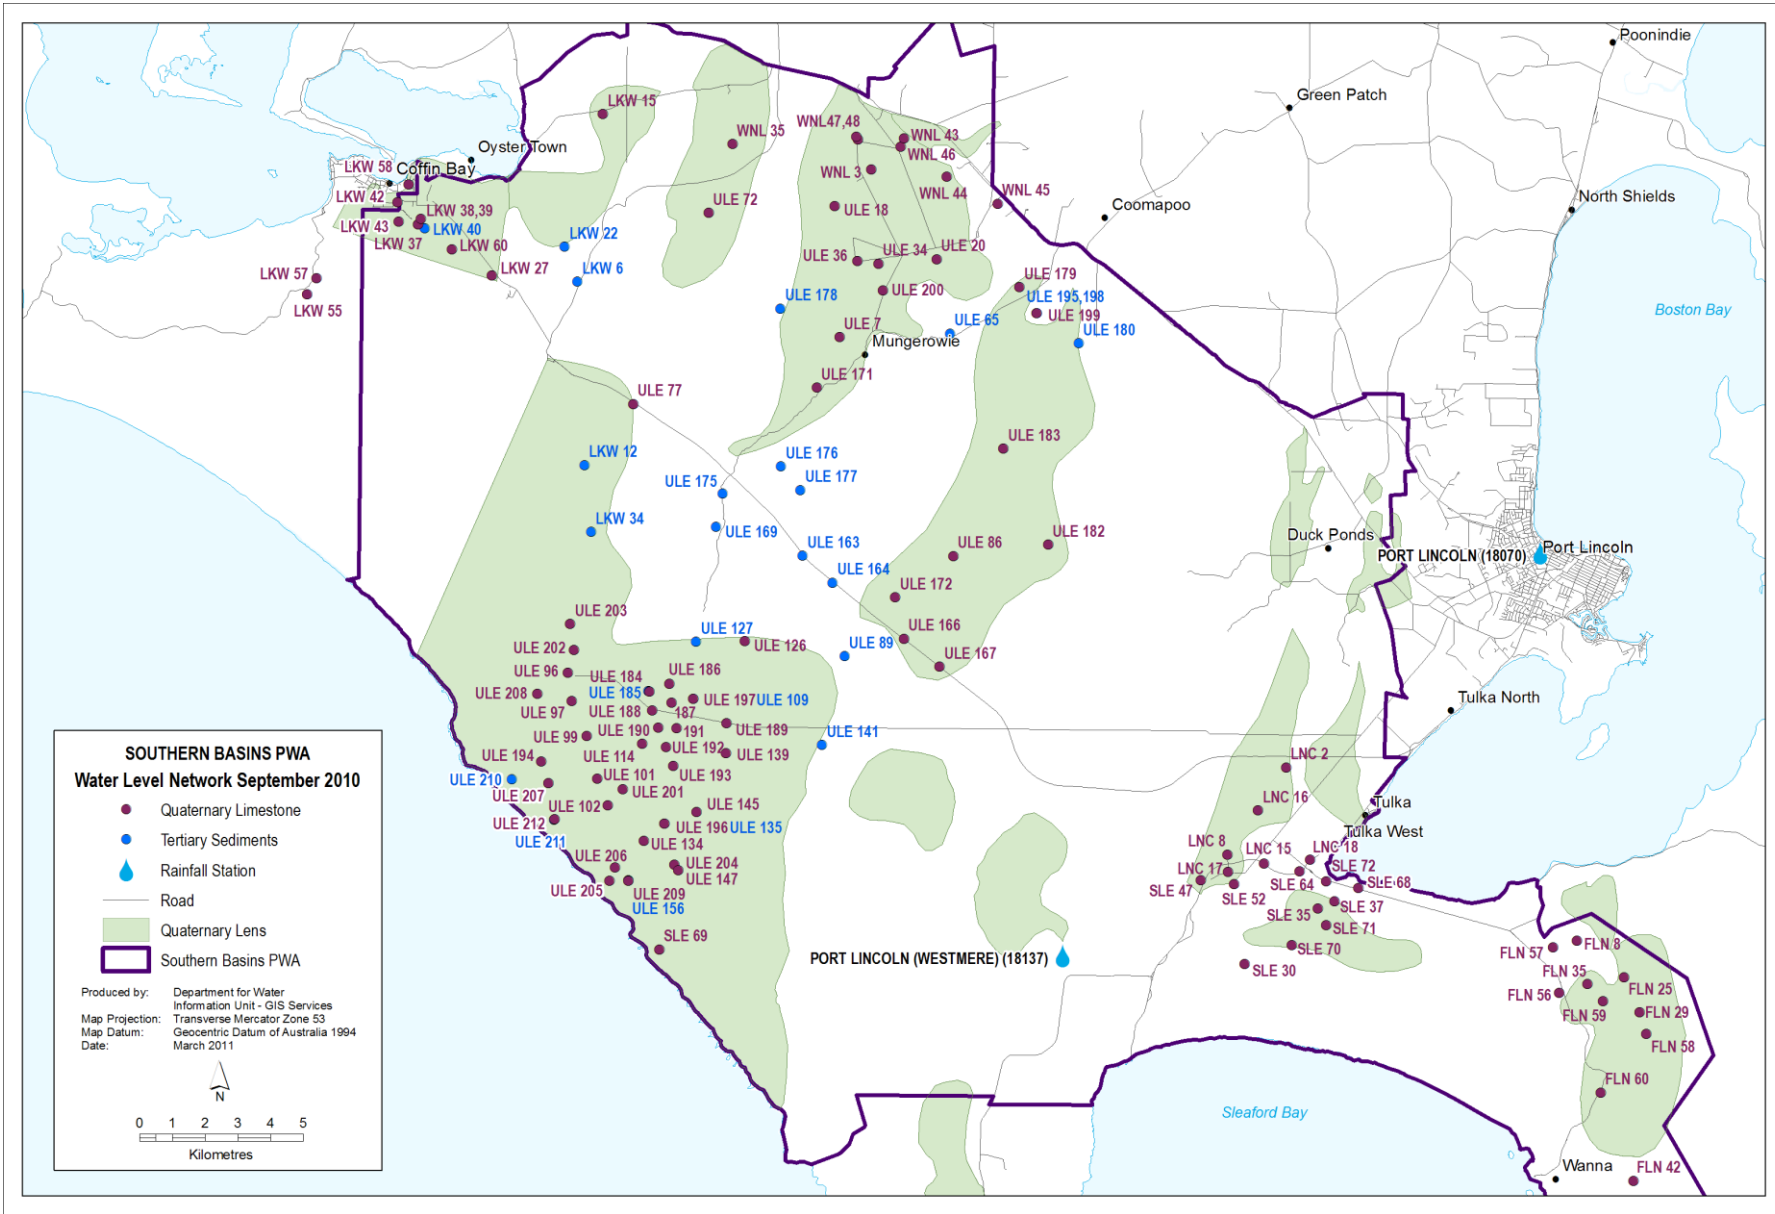 Poonindie
Green Patch
LKW 15
WNL 35
WNL47,48
WNL 43
WNL 46
Oyster Town
LKW 58
Coffin Bay
WNL 3
WNL 44
WNL 45
North Shields
LKW 42
LKW 38,39
ULE 72
ULE 18
Coomapoo
LKW 43
LKW 40
LKW 37
LKW 60
LKW 22
ULE 36
ULE 34
ULE 20
LKW 57
LKW 27
LKW 6
ULE 179
LKW 55
ULE 178
ULE 200
ULE 195,198
ULE 199
Boston Bay
ULE 7
ULE 65
ULE 180
Mungerowie
ULE 171
ULE 77
ULE 183
LKW 12
ULE 176
ULE 175
ULE 177
LKW 34
ULE 169
ULE 163
ULE 86
ULE 182
Duck Ponds
PORT LINCOLN (18070)
Port Lincoln
ULE 164
ULE 172
ULE 203
ULE 127
ULE 126
ULE 89
ULE 166
ULE 202
ULE 167
ULE 96
ULE 184
ULE 186
ULE 208
ULE 185
ULE 197
ULE 109
Tulka North
ULE 97
ULE 188
187
ULE 99
ULE 190
191
ULE 189
ULE 141
ULE 194
ULE 114
ULE 192
ULE 139
LNC 2
ULE 210
ULE 101
ULE 193
ULE 207
ULE 201
ULE 102
ULE 145
LNC 16
Tulka
ULE 212
ULE 196
ULE 135
Tulka West
ULE 211
ULE 134
LNC 8
LNC 15
LNC 18
ULE 206
ULE 204
LNC 17
SLE 72
ULE 205
ULE 209
ULE 147
SLE 47
SLE 52
SLE 64
SLE 68
ULE 156
SLE 35
SLE 37
SLE 71
SLE 69
SLE 70
FLN 57
FLN 8
PORT LINCOLN (WESTMERE) (18137)
SLE 30
FLN 35
FLN 25
FLN 56
FLN 59
FLN 29
FLN 58
FLN 60
Sleaford Bay
Wanna
FLN 42
SOUTHERN BASINS PWA
Water Level Network September 2010
Quaternary Limestone
Tertiary Sediments
Rainfall Station
Road
Quaternary Lens
Southern Basins PWA
Produced by: Department for Water
Information Unit - GIS Services
Map Projection: Transverse Mercator Zone 53
Map Datum: Geocentric Datum of Australia 1994
Date: March 2011
N
0 1 2 3 4 5
Kilometres